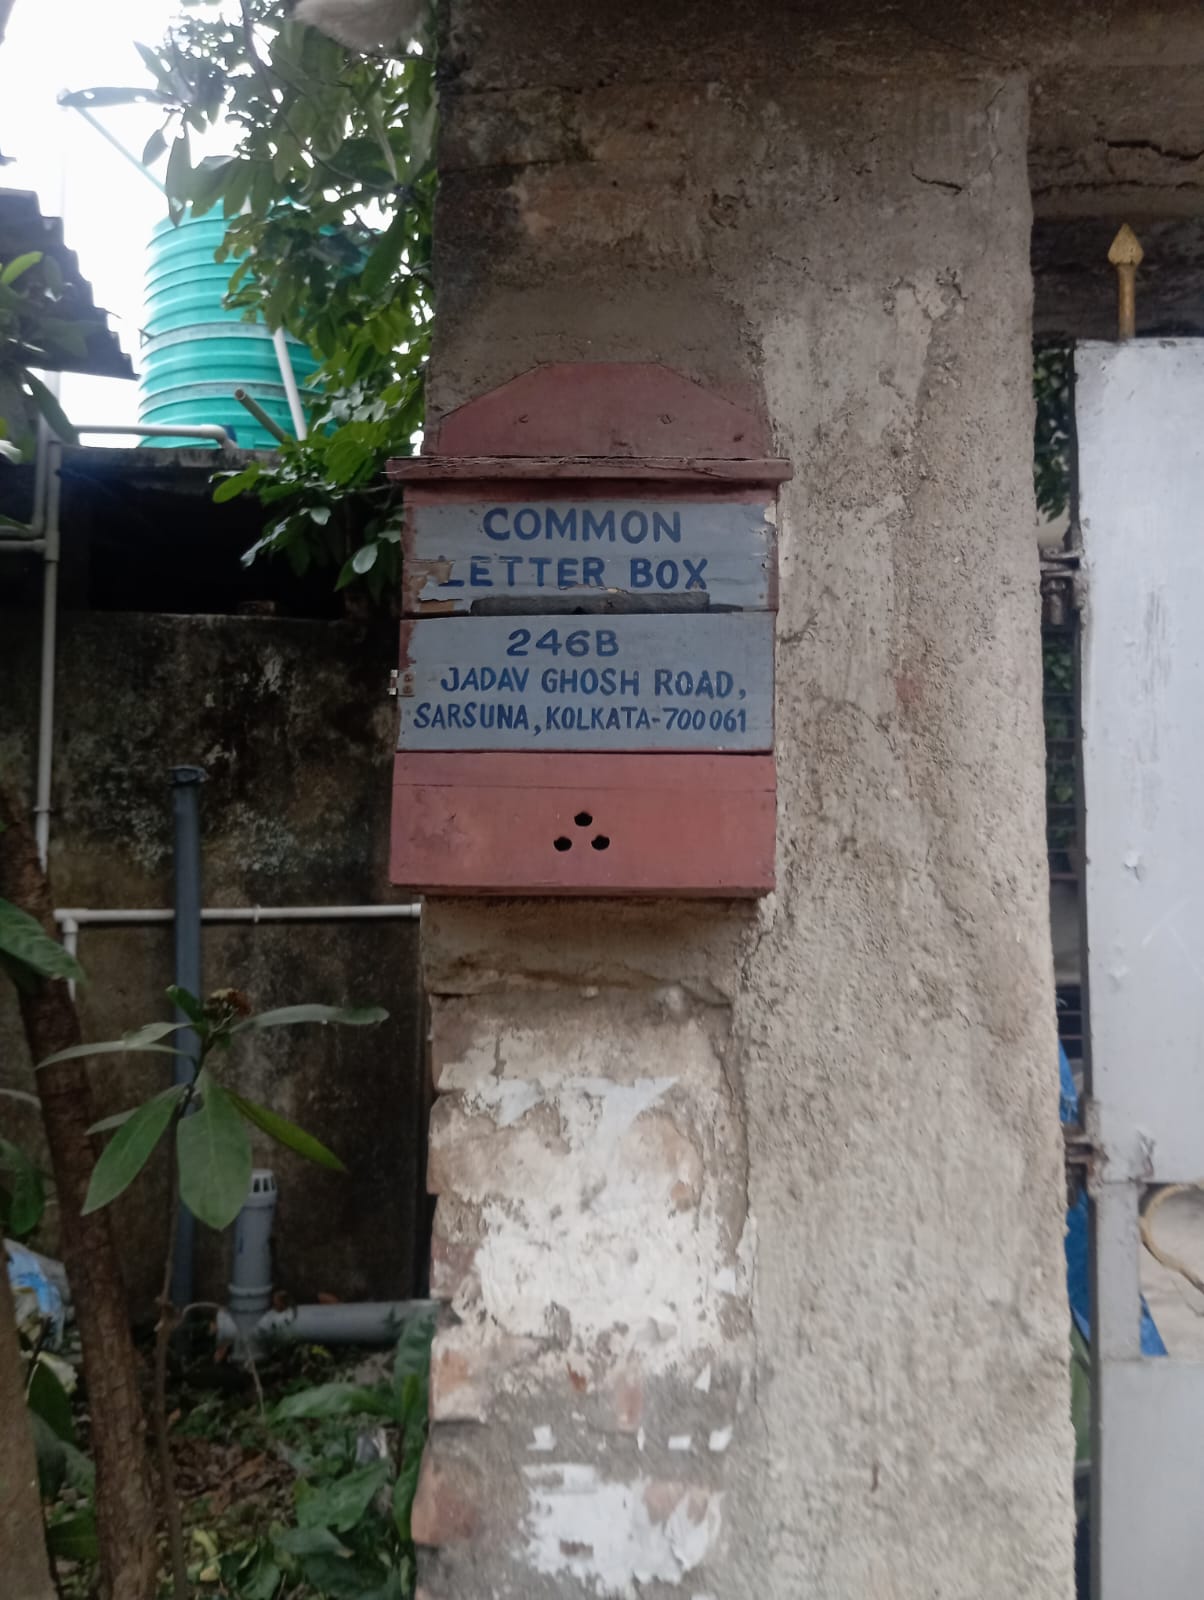 COMMON
LETTER BOX
246B
JADAV GHOSH ROAD,
SARSUNA, KOLKATA-700061